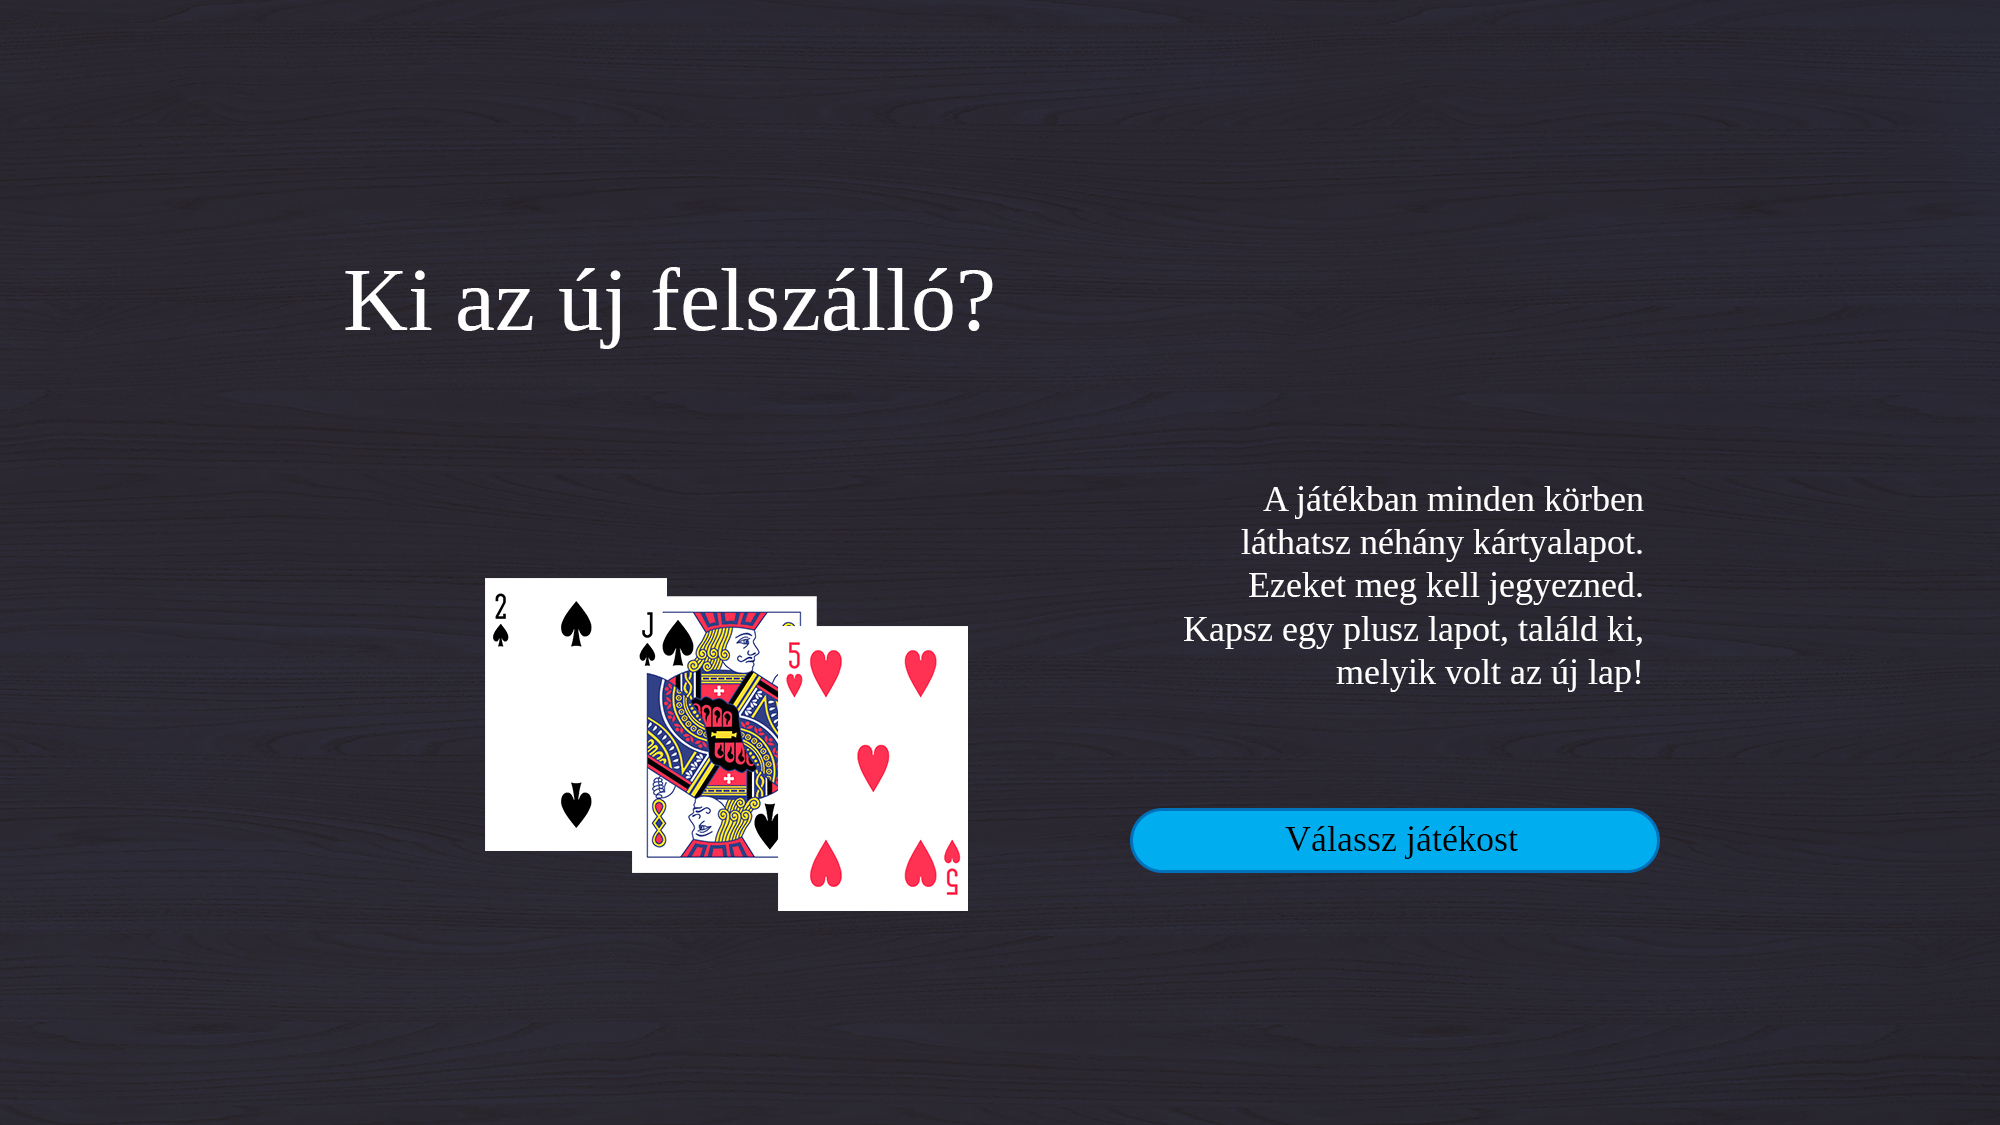 Ki az új felszálló?
A játékban minden körben
láthatsz néhány kártyalapot.
Ezeket meg kell jegyezned.
Kapsz egy plusz lapot, találd ki,
melyik volt az új lap!
2
J
5
5
Válassz játékost